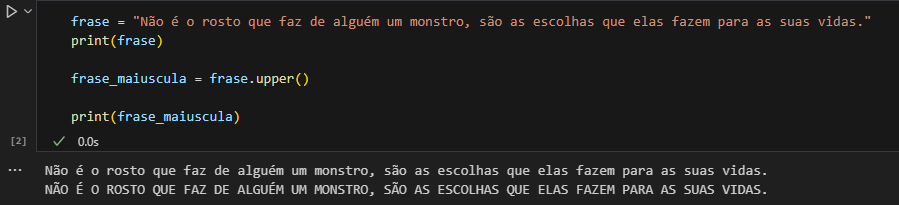 frase = "Não é o rosto que faz de alguém um monstro, são as escolhas que elas fazem para as suas vidas."
print(frase)
frase_maiuscula = frase.upper()
print(frase_maiuscula)
[2]
0.0s
Não é o rosto que faz de alguém um monstro, são as escolhas que elas fazem para as suas vidas.
NÃO É O ROSTO QUE FAZ DE ALGUÉM UM MONSTRO, SÃO AS ESCOLHAS QUE ELAS FAZEM PARA AS SUAS VIDAS.